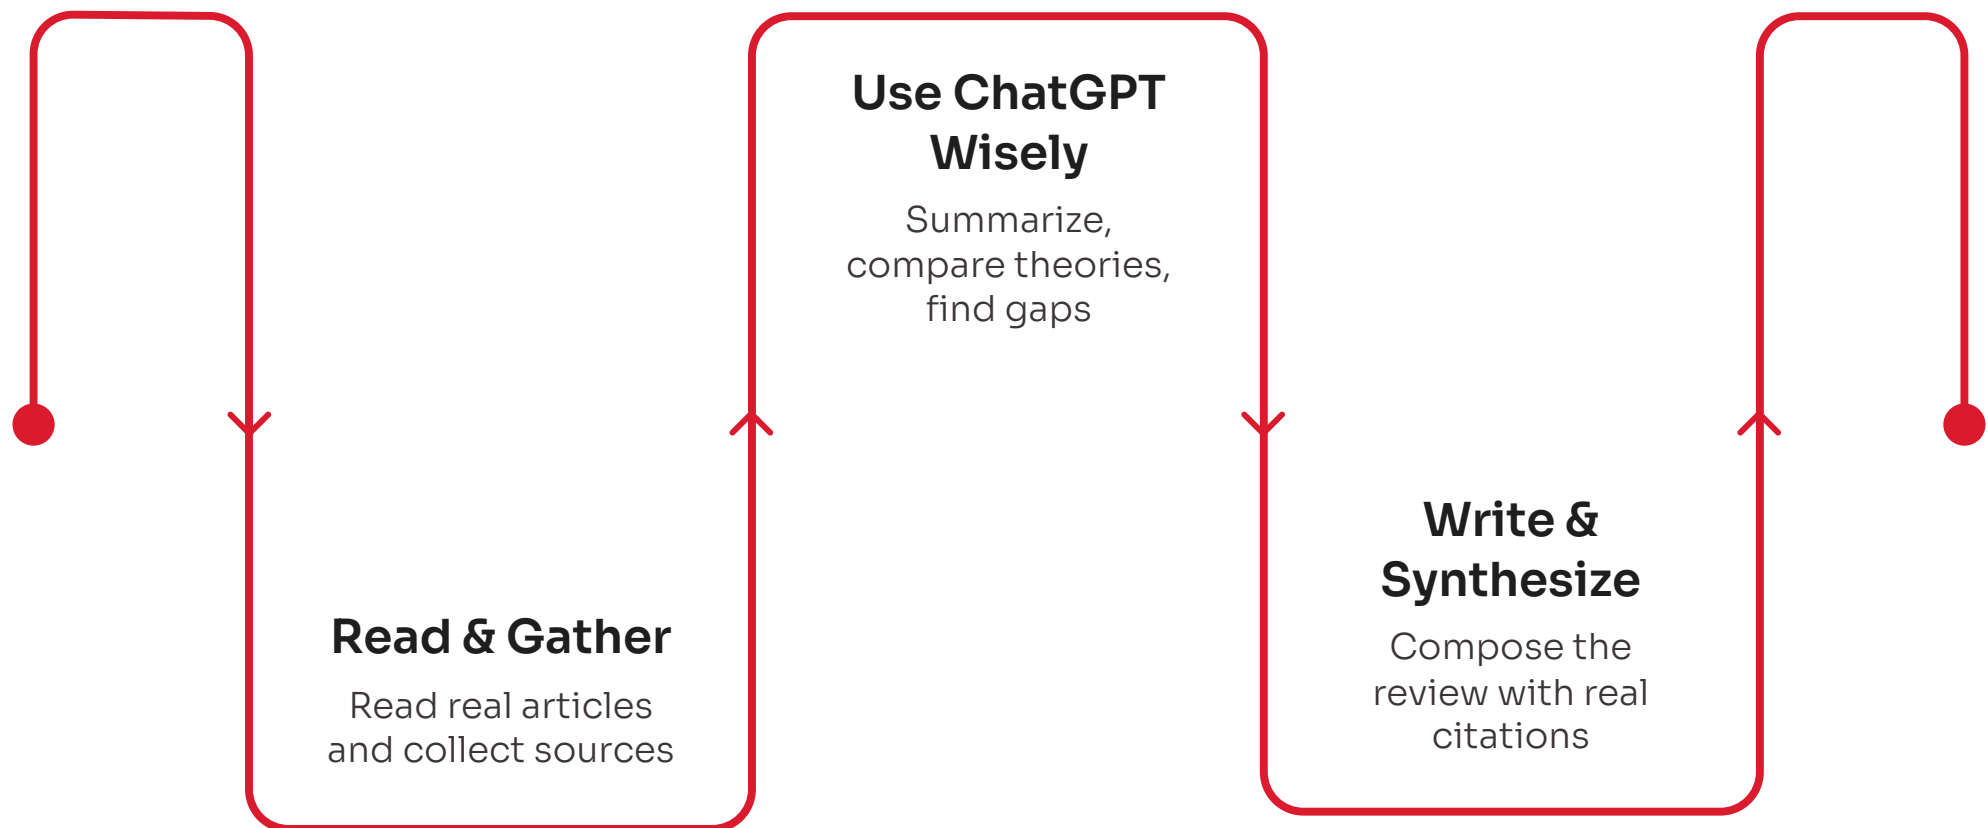 Read & Gather
Read real articles
and collect sources
Use ChatGPT
Wisely
Summarize,
compare theories,
find gaps
Write &
Synthesize
Compose the
review with real
citations